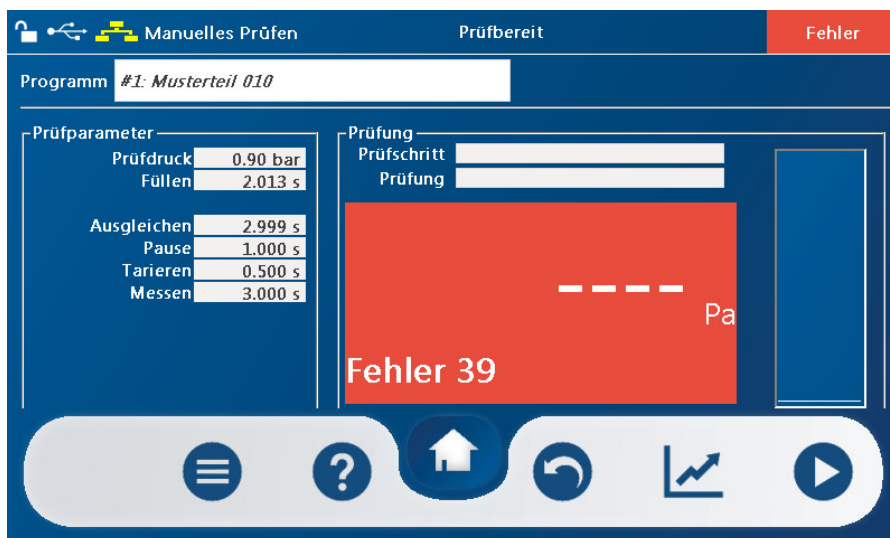 Manuelles Prüfen Prüfbereit Fehler
Programm #1: Musterteil 010
Prüfparameter
Prüfdruck 0.90 bar
Füllen 2.013 s
Ausgleichen 2.999 s
Pause 1.000 s
Tarieren 0.500 s
Messen 3.000 s
Prüfung
Prüfschritt
Prüfung
----
Pa
Fehler 39
?